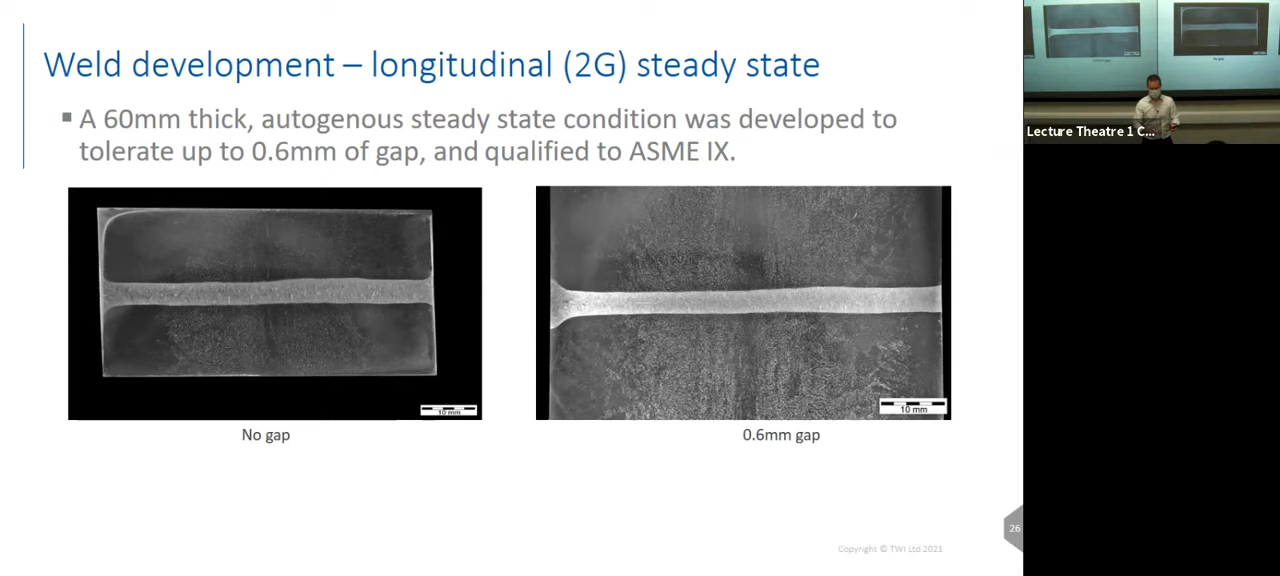 Weld development – longitudinal (2G) steady state
▪ A 60mm thick, autogenous steady state condition was developed to
tolerate up to 0.6mm of gap, and qualified to ASME IX.
10 mm
10 mm
No gap
0.6mm gap
26
Copyright © TWI Ltd 2021
Lecture Theatre 1 C...